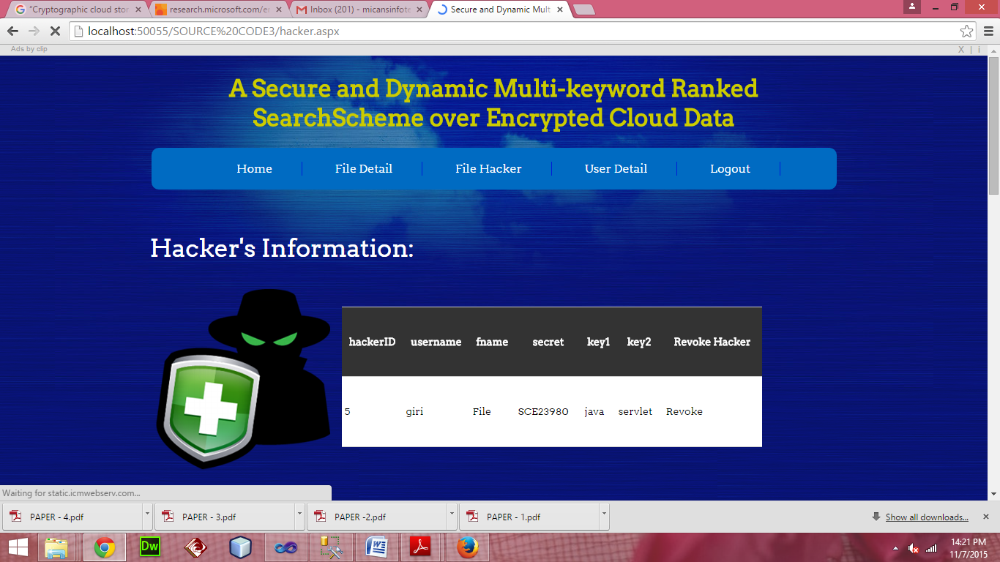 "Cryptographic cloud stor
research.microsoft.com/en
Inbox (201) - micansinfote
Secure and Dynamic Mult
localhost:50055/SOURCE%20CODE3/hacker.aspx
Ads by clip
X | i
A Secure and Dynamic Multi-keyword Ranked
SearchScheme over Encrypted Cloud Data
Home
File Detail
File Hacker
User Detail
Logout
Hacker's Information:
hackerID username fname secret key1 key2 Revoke Hacker
5 giri File SCE23980 java servlet Revoke
Waiting for static.icmwebserv.com...
PAPER - 4.pdf
PAPER - 3.pdf
PAPER -2.pdf
PAPER - 1.pdf
Show all downloads...
Dw
14:21 PM
11/7/2015